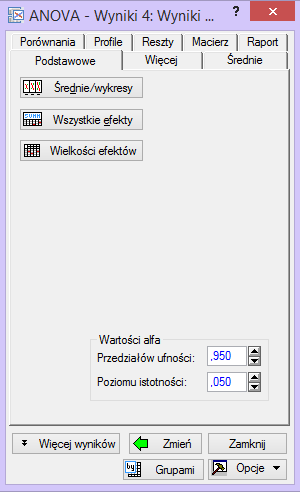 ANOVA - Wyniki 4: Wyniki ...
? ✕
Porównania Profile Reszty Macierz Raport
Podstawowe Więcej Średnie
Średnie/wykresy
Wszystkie efekty
Wielkości efektów
Wartości alfa
Przedziałów ufności: ,950
Poziomu istotności: ,050
Więcej wyników Zmień Zamknij
Grupami Opcje